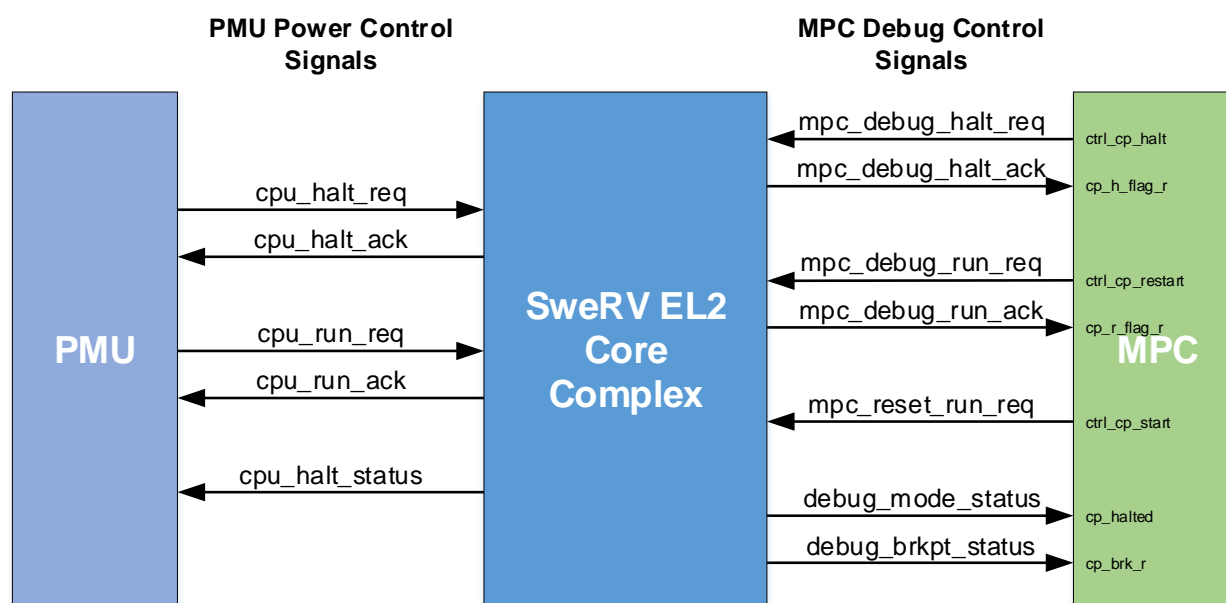 PMU Power Control
Signals
MPC Debug Control
Signals
PMU
cpu_halt_req
cpu_halt_ack
cpu_run_req
cpu_run_ack
cpu_halt_status
SweRV EL2
Core
Complex
mpc_debug_halt_req
mpc_debug_halt_ack
mpc_debug_run_req
mpc_debug_run_ack
mpc_reset_run_req
debug_mode_status
debug_brkpt_status
ctrl_cp_halt
cp_h_flag_r
ctrl_cp_restart
cp_r_flag_r
MPC
ctrl_cp_start
cp_halted
cp_brk_r